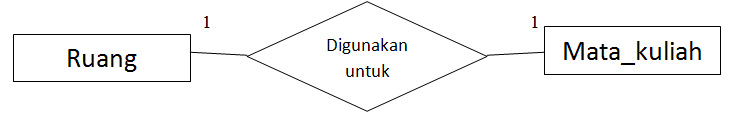 1
1
Ruang
Digunakan
untuk
Mata_kuliah